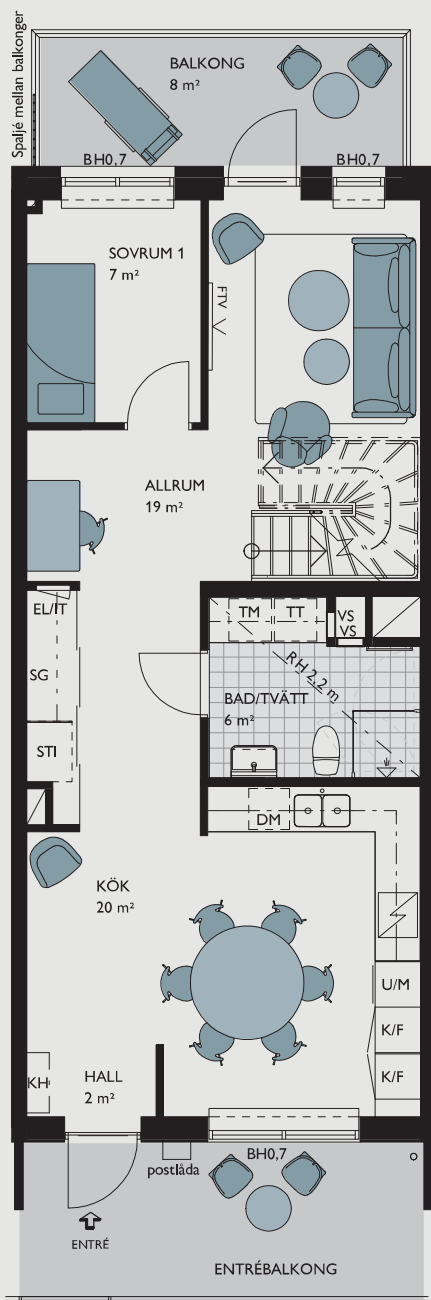 Spaljé mellan balkonger
BALKONG
8 m²
BH0,7
BH0,7
SOVRUM 1
7 m²
FTV
ALLRUM
19 m²
EL/IT
TM
TT
VS
VS
SG
RH 2,2 m
BAD/TVÄTT
6 m²
STI
DM
KÖK
20 m²
U/M
K/F
K/F
KH
HALL
2 m²
BH0,7
postlåda
ENTRÉ
ENTRÉBALKONG